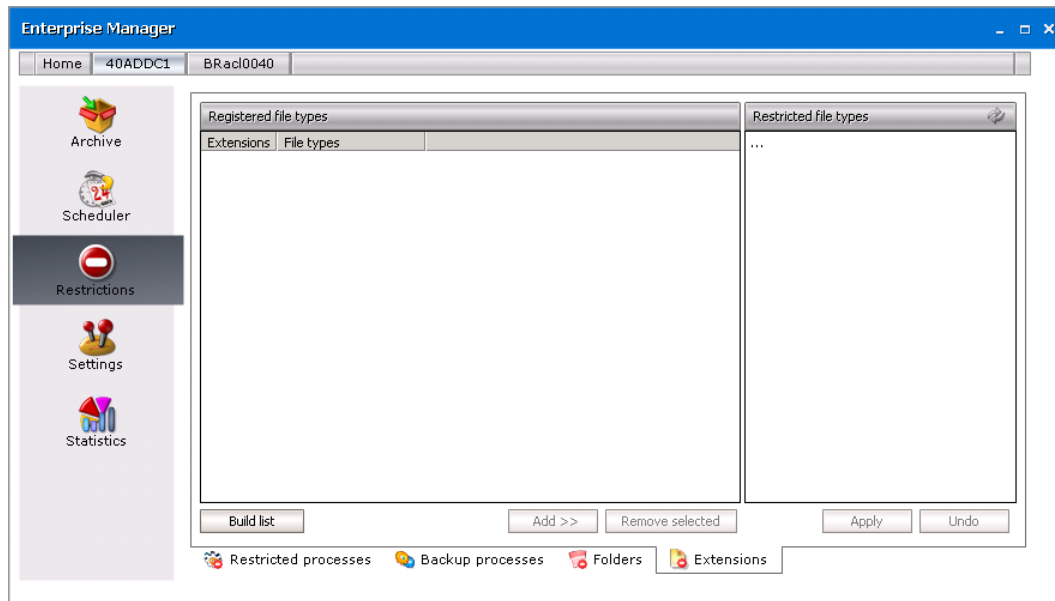 Enterprise Manager
Home 40ADDC1 BRacl0040
Archive
Scheduler
24
Restrictions
Settings
Statistics
Registered file types
Extensions File types
Restricted file types
...
Build list Add >> Remove selected Apply Undo
Restricted processes Backup processes Folders Extensions